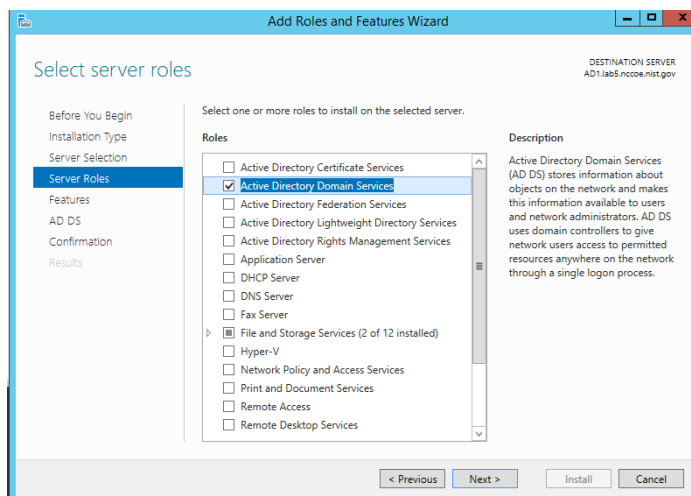 Add Roles and Features Wizard
Select server roles
DESTINATION SERVER
AD1.lab5.nccoe.nist.gov
Before You Begin
Installation Type
Server Selection
Server Roles
Features
AD DS
Confirmation
Results
Select one or more roles to install on the selected server.
Roles
Active Directory Certificate Services
Active Directory Domain Services
Active Directory Federation Services
Active Directory Lightweight Directory Services
Active Directory Rights Management Services
Application Server
DHCP Server
DNS Server
Fax Server
File and Storage Services (2 of 12 installed)
Hyper-V
Network Policy and Access Services
Print and Document Services
Remote Access
Remote Desktop Services
Description
Active Directory Domain Services
(AD DS) stores information about
objects on the network and makes
this information available to users
and network administrators. AD DS
uses domain controllers to give
network users access to permitted
resources anywhere on the network
through a single logon process.
< Previous
Next >
Install
Cancel